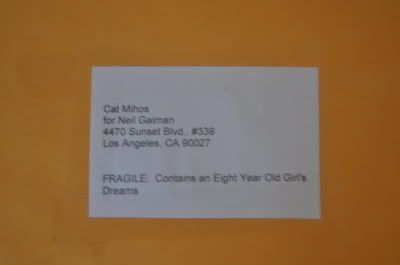 Cat Mihos
for Neil Gaiman
4470 Sunset Blvd., #339
Los Angeles, CA 90027
FRAGILE: Contains an Eight Year Old Girl's
Dreams